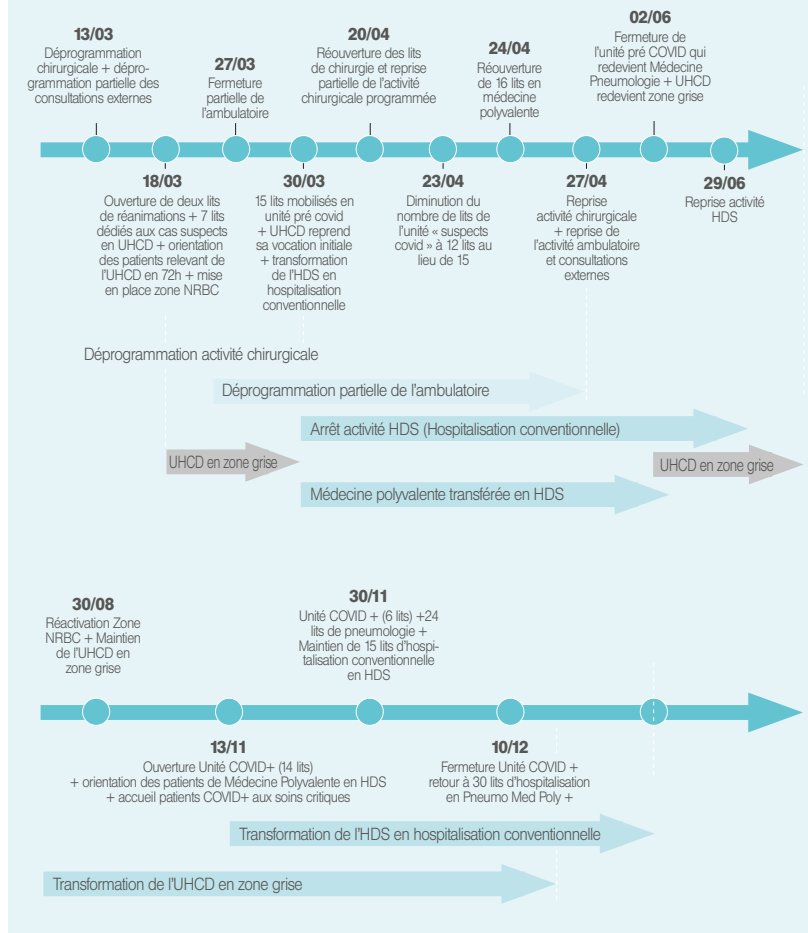 13/03
Déprogrammation
chirurgicale + dépro-
grammation partielle des
consultations externes
27/03
Fermeture
partielle de
l'ambulatoire
20/04
Réouverture des lits
de chirurgie et reprise
partielle de l'activité
chirurgicale programmée
24/04
Réouverture
de 16 lits en
médecine
polyvalente
02/06
Fermeture de
l'unité pré COVID qui
redevient Médecine
Pneumologie + UHCD
redevient zone grise
18/03
Ouverture de deux lits
de réanimations + 7 lits
dédiés aux cas suspects
en UHCD + orientation
des patients relevant de
l'UHCD en 72h + mise
en place zone NRBC
30/03
15 lits mobilisés en
unité pré covid
+ UHCD reprend
sa vocation initiale
+ transformation
de l'HDS en
hospitalisation
conventionnelle
23/04
Diminution du
nombre de lits de
l'unité « suspects
covid » à 12 lits au
lieu de 15
27/04
Reprise
activité chirurgicale
+ reprise de
l'activité ambulatoire
et consultations
externes
29/06
Reprise activité
HDS
Déprogrammation activité chirurgicale
Déprogrammation partielle de l'ambulatoire
Arrêt activité HDS (Hospitalisation conventionnelle)
UHCD en zone grise
UHCD en zone grise
Médecine polyvalente transférée en HDS
30/08
Réactivation Zone
NRBC + Maintien
de l'UHCD en
zone grise
30/11
Unité COVID + (6 lits) +24
lits de pneumologie +
Maintien de 15 lits d'hospi-
talisation conventionnelle
en HDS
13/11
Ouverture Unité COVID+ (14 lits)
+ orientation des patients de Médecine Polyvalente en HDS
+ accueil patients COVID+ aux soins critiques
10/12
Fermeture Unité COVID +
retour à 30 lits d'hospitalisation
en Pneumo Med Poly +
Transformation de l'HDS en hospitalisation conventionnelle
Transformation de l'UHCD en zone grise